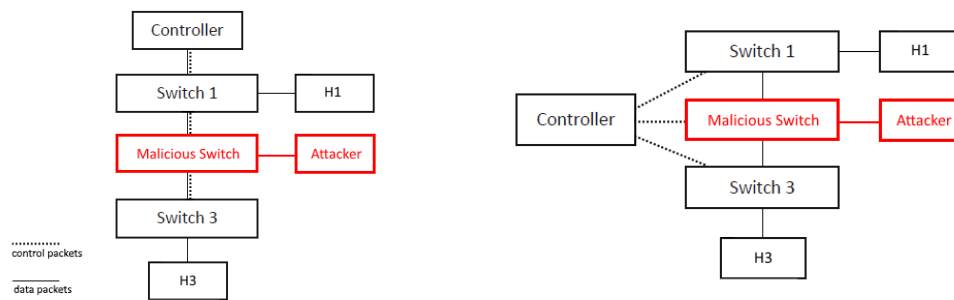 Controller
Switch 1
H1
Malicious Switch
Attacker
Switch 3
H3
control packets
data packets
Switch 1
H1
Controller
Malicious Switch
Attacker
Switch 3
H3